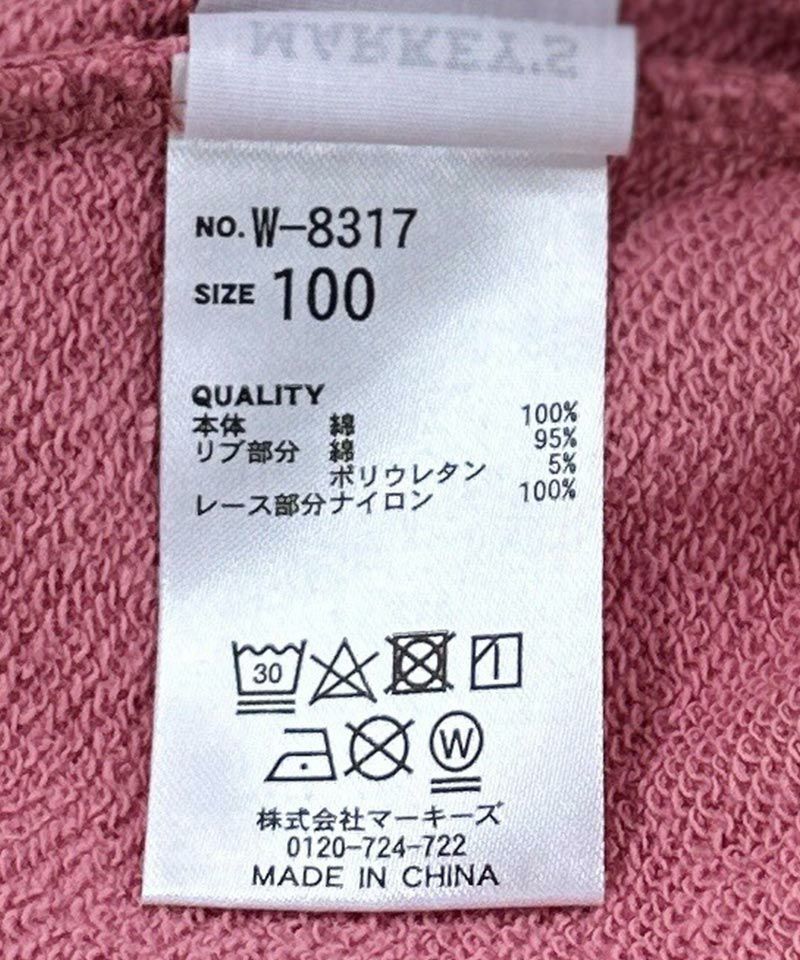 MARKEY'S
NO. W-8317
SIZE 100
QUALITY
本体 綿 100%
リブ部分 綿 95%
ポリウレタン 5%
レース部分ナイロン 100%
30
W
株式会社マーキーズ
0120-724-722
MADE IN CHINA